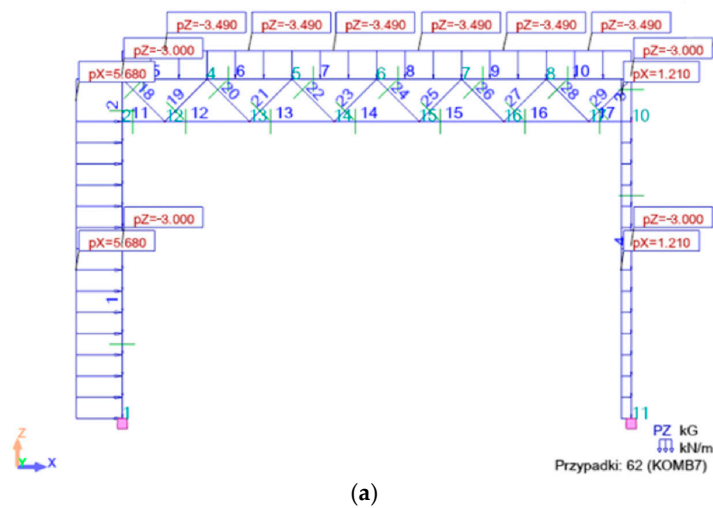 pZ=-3.490 pZ=-3.490 pZ=-3.490 pZ=-3.490 pZ=-3.490 pZ=-3.490
pZ=-3.000 pZ=-3.000
pX=5.680 5 4 6 5 7 6 8 7 9 8 10 pX=1.210
2 18 19 20 21 22 23 24 25 26 27 28 29 3
2 11 12 12 13 13 14 14 15 15 16 16 17 10
pZ=-3.000 pZ=-3.000
pX=5.680 4 pX=1.210
1
1 11
Z
Y X
PZ kG
kN/m
Przypadki: 62 (KOMB7)
(a)